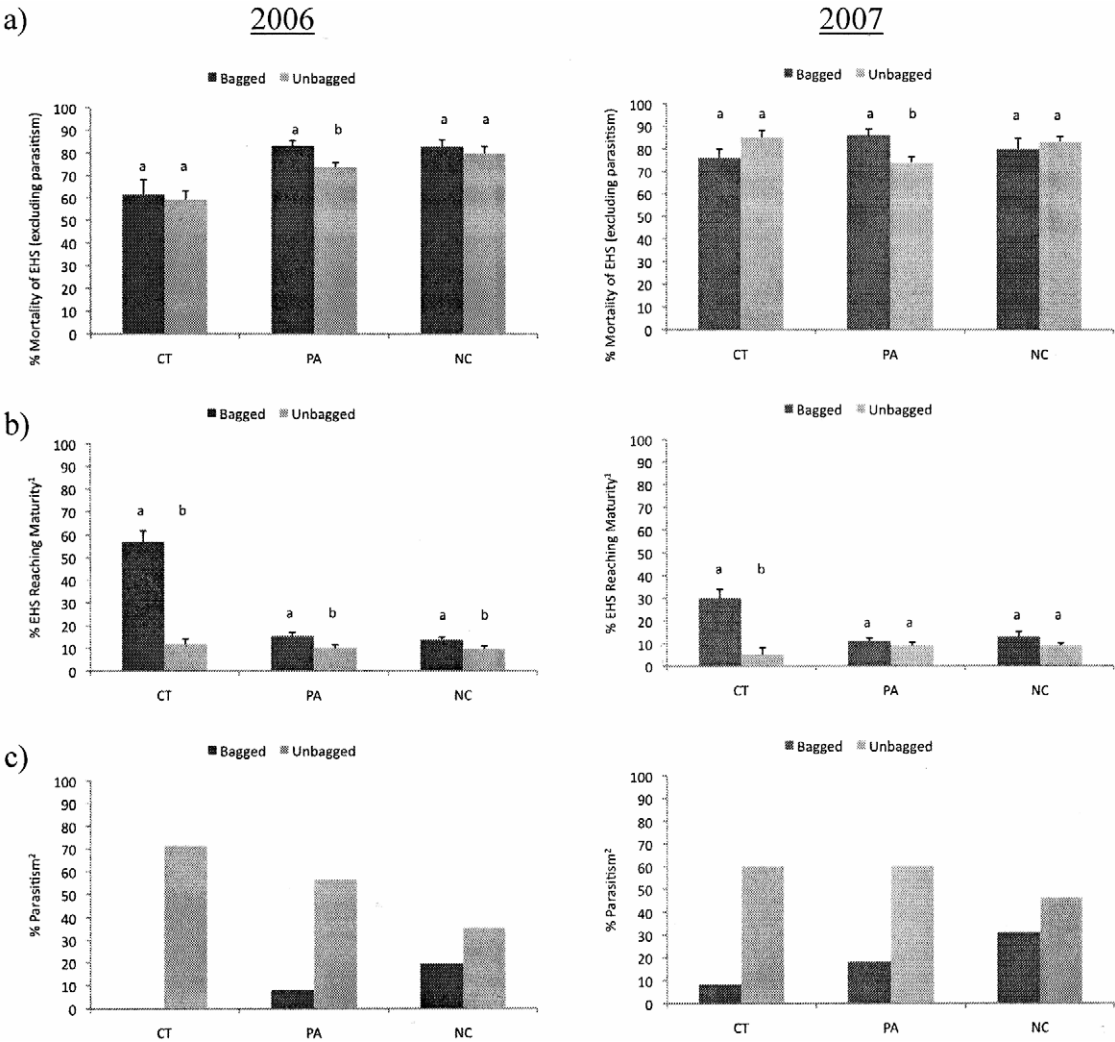 a)
2006
2007
■ Bagged ■ Unbagged
% Mortality of EHS (excluding parasitism)
100
90
80
70
60
50
40
30
20
10
0
a a
a b
a a
CT PA NC
■ Bagged ■ Unbagged
% Mortality of EHS (excluding parasitism)
100
90
80
70
60
50
40
30
20
10
0
a a
a b
a a
CT PA NC
b)
■ Bagged ■ Unbagged
% EHS Reaching Maturity¹
100
90
80
70
60
50
40
30
20
10
0
a b
a b
a b
CT PA NC
■ Bagged ■ Unbagged
% EHS Reaching Maturity¹
100
90
80
70
60
50
40
30
20
10
0
a b
a a
a a
CT PA NC
c)
■ Bagged ■ Unbagged
% Parasitism²
100
90
80
70
60
50
40
30
20
10
0
CT PA NC
■ Bagged ■ Unbagged
% Parasitism²
100
90
80
70
60
50
40
30
20
10
0
CT PA NC